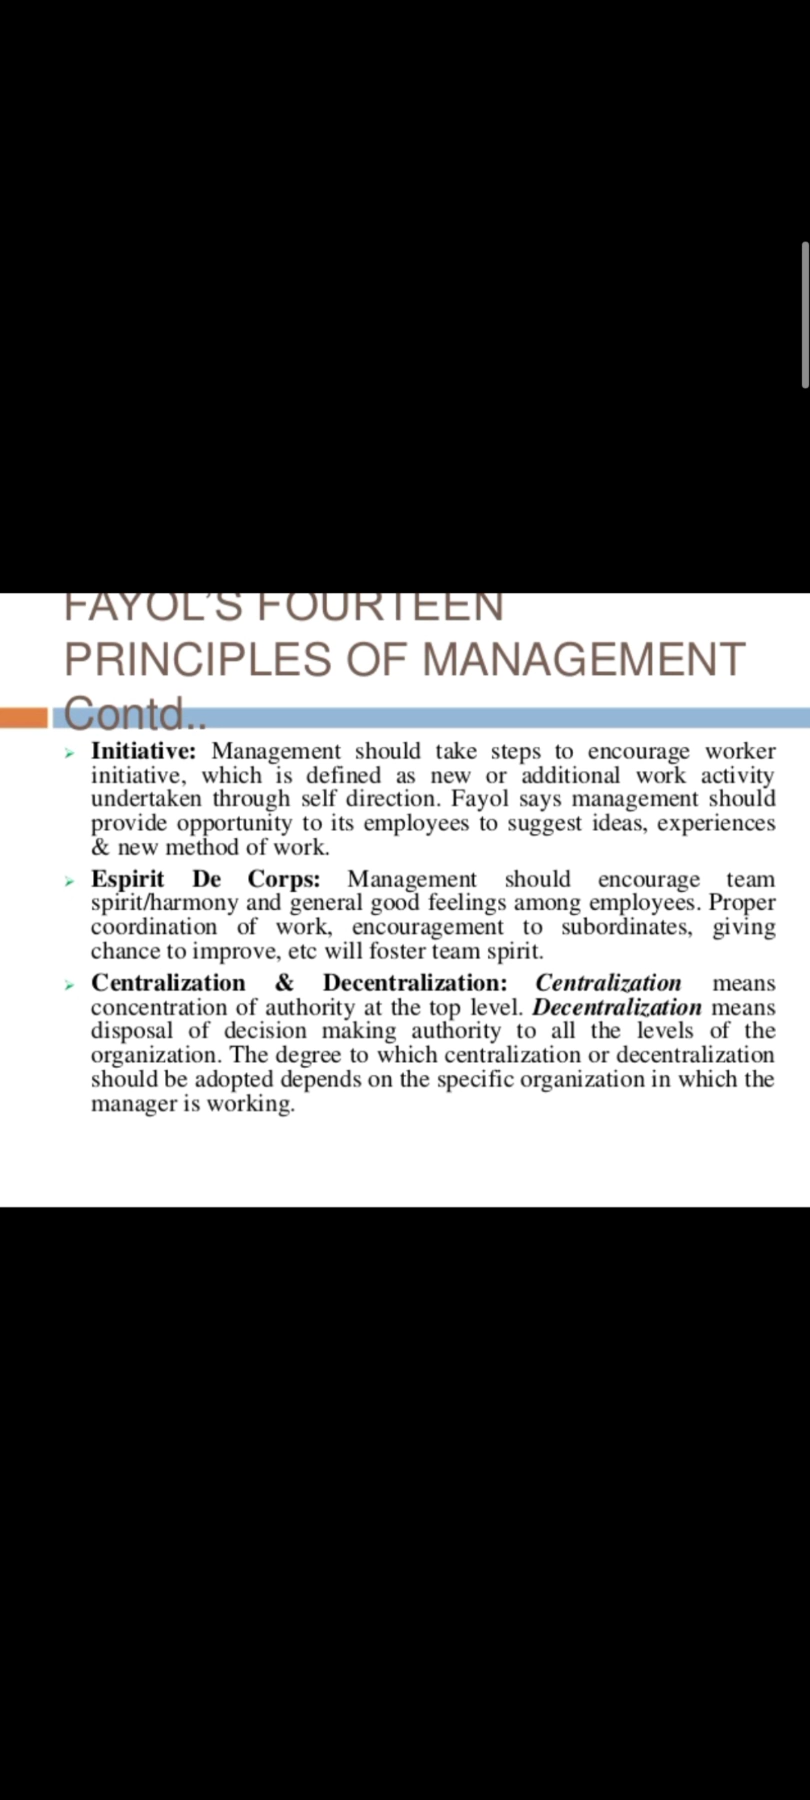 FAYOL'S FOURTEEN
PRINCIPLES OF MANAGEMENT
Contd..
Initiative: Management should take steps to encourage worker
initiative, which is defined as new or additional work activity
undertaken through self direction. Fayol says management should
provide opportunity to its employees to suggest ideas, experiences
& new method of work.
Espirit De Corps: Management should encourage team
spirit/harmony and general good feelings among employees. Proper
coordination of work, encouragement to subordinates, giving
chance to improve, etc will foster team spirit.
Centralization & Decentralization: Centralization means
concentration of authority at the top level. Decentralization means
disposal of decision making authority to all the levels of the
organization. The degree to which centralization or decentralization
should be adopted depends on the specific organization in which the
manager is working.